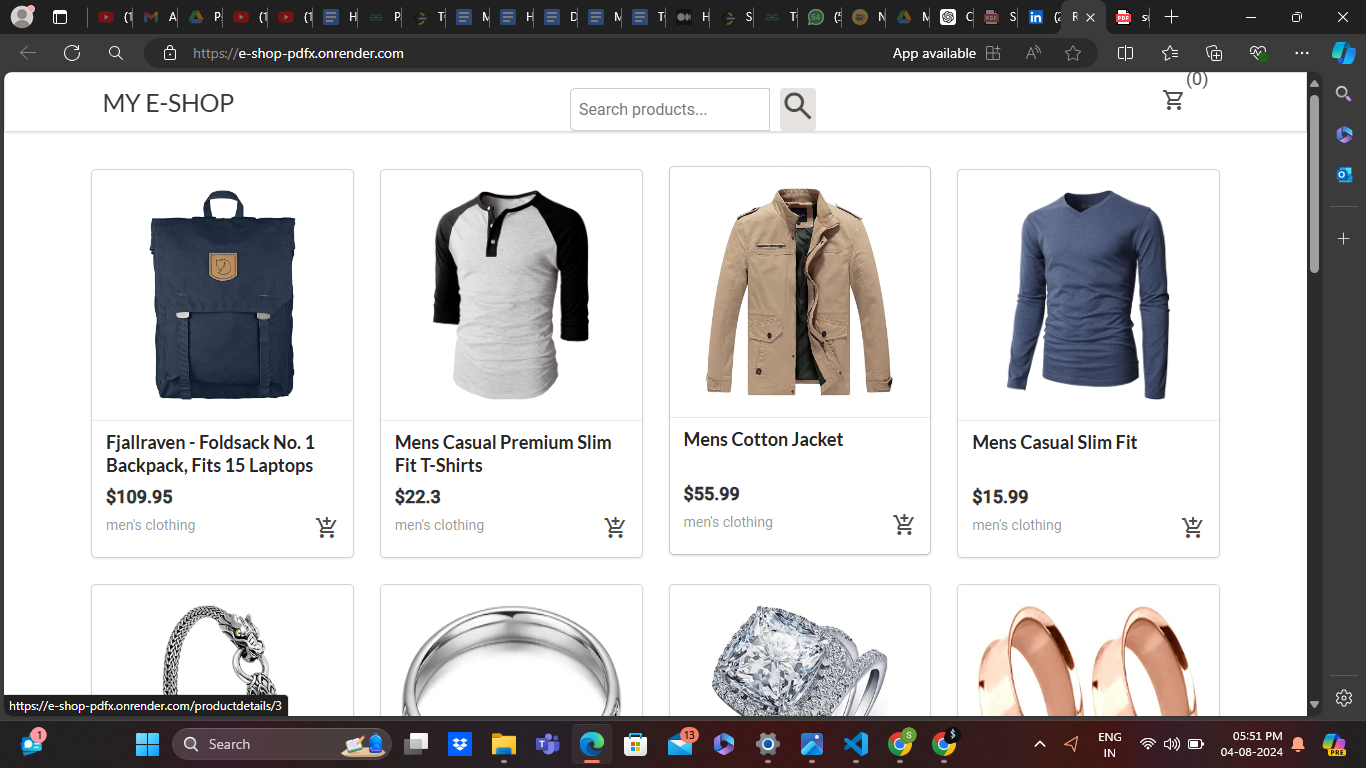 https://e-shop-pdfx.onrender.com
App available
MY E-SHOP
Search products...
(0)
Fjallraven - Foldsack No. 1
Backpack, Fits 15 Laptops
$109.95
men's clothing
Mens Casual Premium Slim
Fit T-Shirts
$22.3
men's clothing
Mens Cotton Jacket
$55.99
men's clothing
Mens Casual Slim Fit
$15.99
men's clothing
https://e-shop-pdfx.onrender.com/productdetails/3
1
Search
13
ENG
IN
05:51 PM
04-08-2024